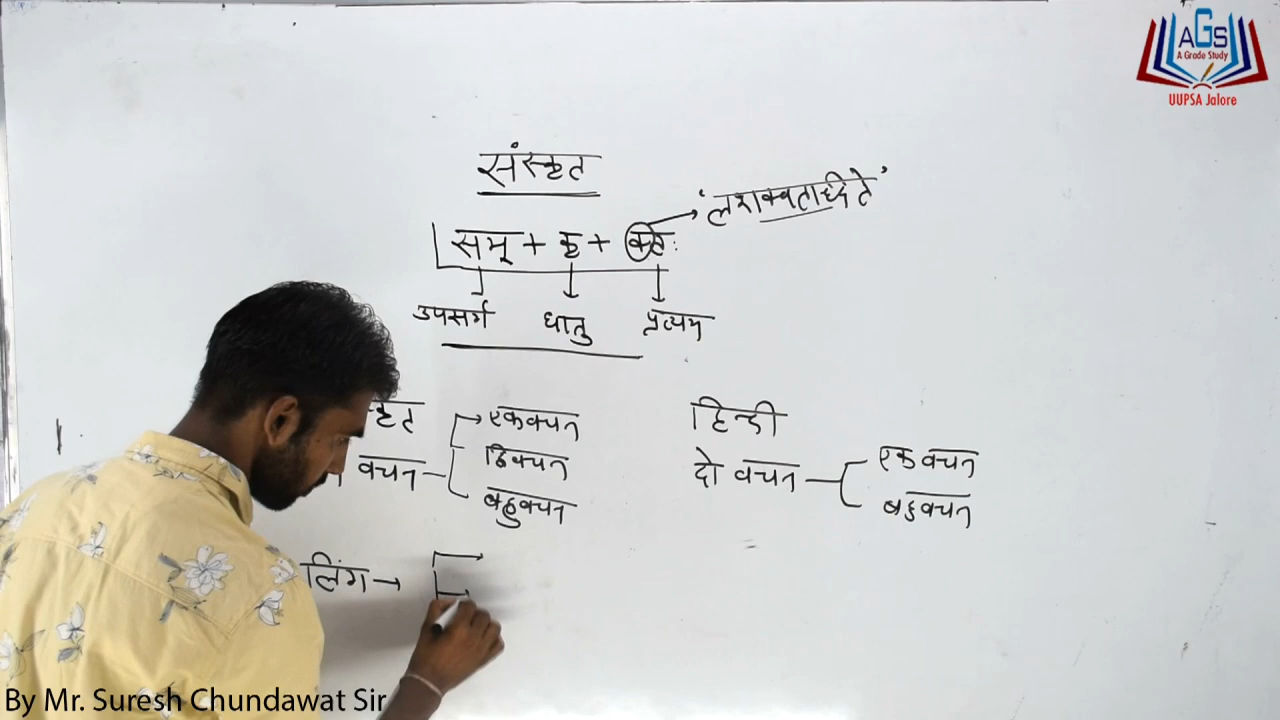 AGS
A Grade Study
UUPSA Jalore
संस्कृत
सम् + कृ + क्त: 'लशक्वतद्धिते'
उपसर्ग धातु प्रत्यय
हिन्दी
वचन एकवचन द्विवचन बहुवचन
दो वचन एकवचन बहुवचन
लिंग
By Mr. Suresh Chundawat Sir